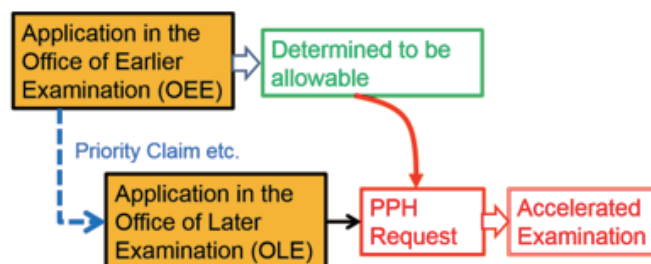 Application in the
Office of Earlier
Examination (OEE)
Determined to be
allowable
Priority Claim etc.
Application in the
Office of Later
Examination (OLE)
PPH
Request
Accelerated
Examination